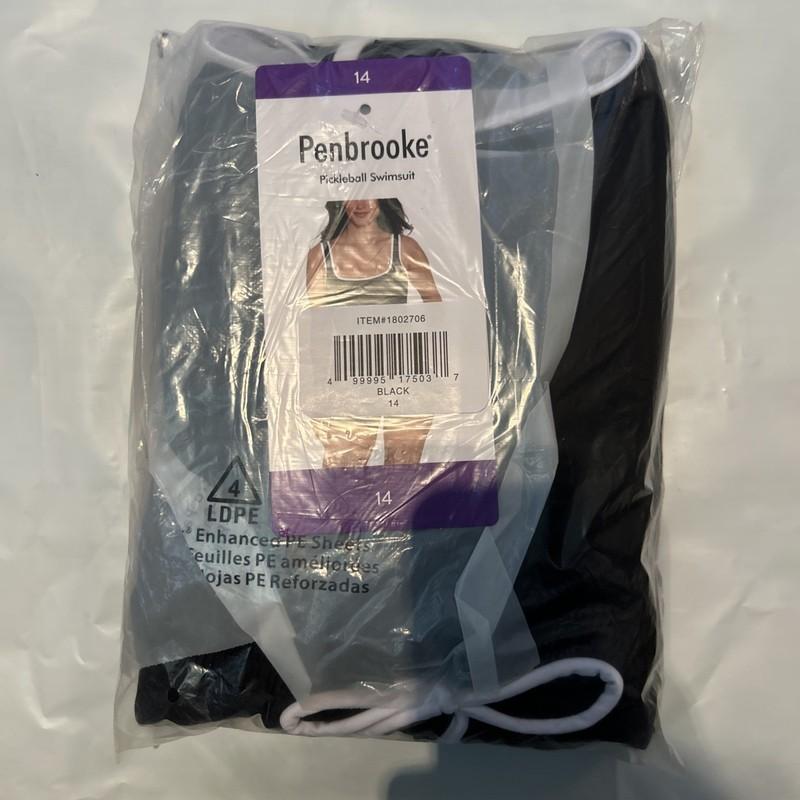 14
Penbrooke®
Pickleball Swimsuit
ITEM#1802706
4 99995 17503 7
BLACK
14
14
4
LDPE
® Enhanced PE Sheets
Feuilles PE améliorées
Hojas PE Reforzadas